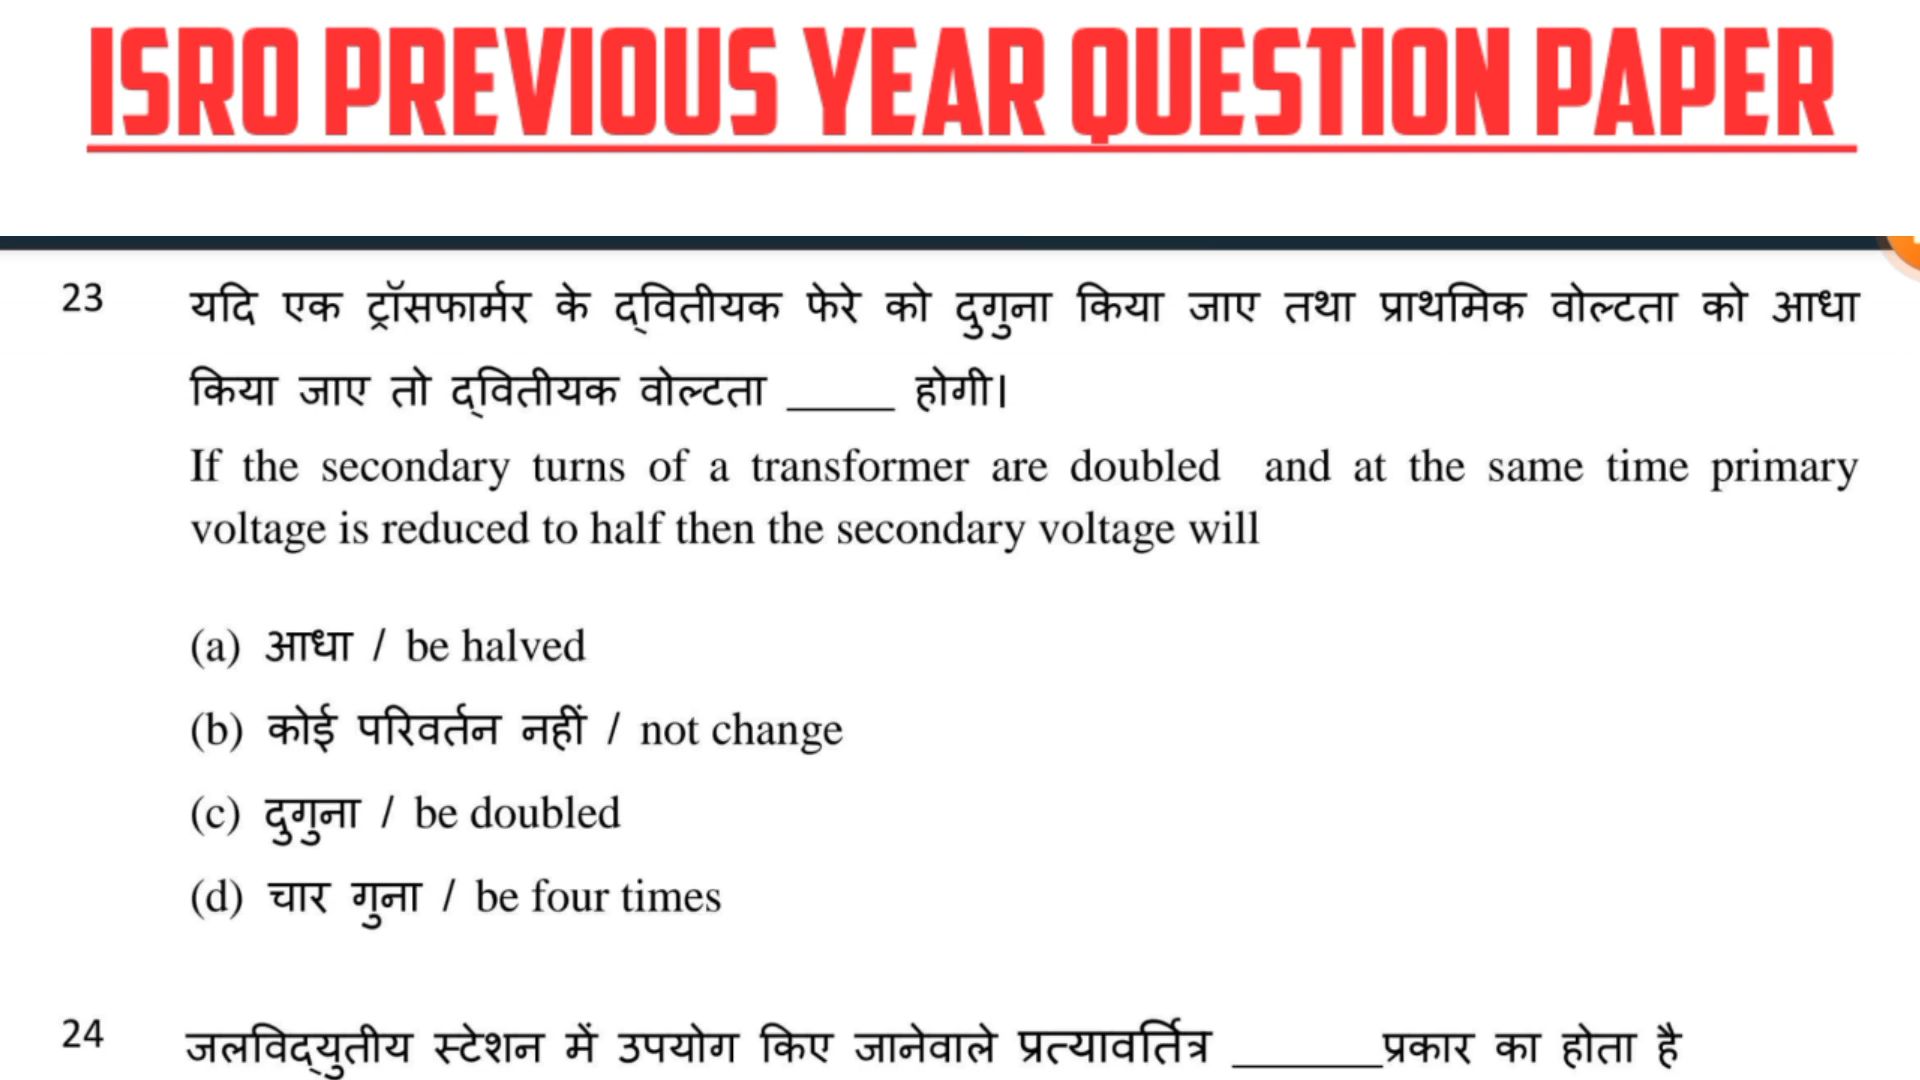 ISRO PREVIOUS YEAR QUESTION PAPER
23 यदि एक ट्रॉसफार्मर के द्वितीयक फेरे को दुगुना किया जाए तथा प्राथमिक वोल्टता को आधा
किया जाए तो द्वितीयक वोल्टता _____ होगी।
If the secondary turns of a transformer are doubled and at the same time primary
voltage is reduced to half then the secondary voltage will
(a) आधा / be halved
(b) कोई परिवर्तन नहीं / not change
(c) दुगुना / be doubled
(d) चार गुना / be four times
24 जलविद्युतीय स्टेशन में उपयोग किए जानेवाले प्रत्यावर्तित्र _______प्रकार का होता है